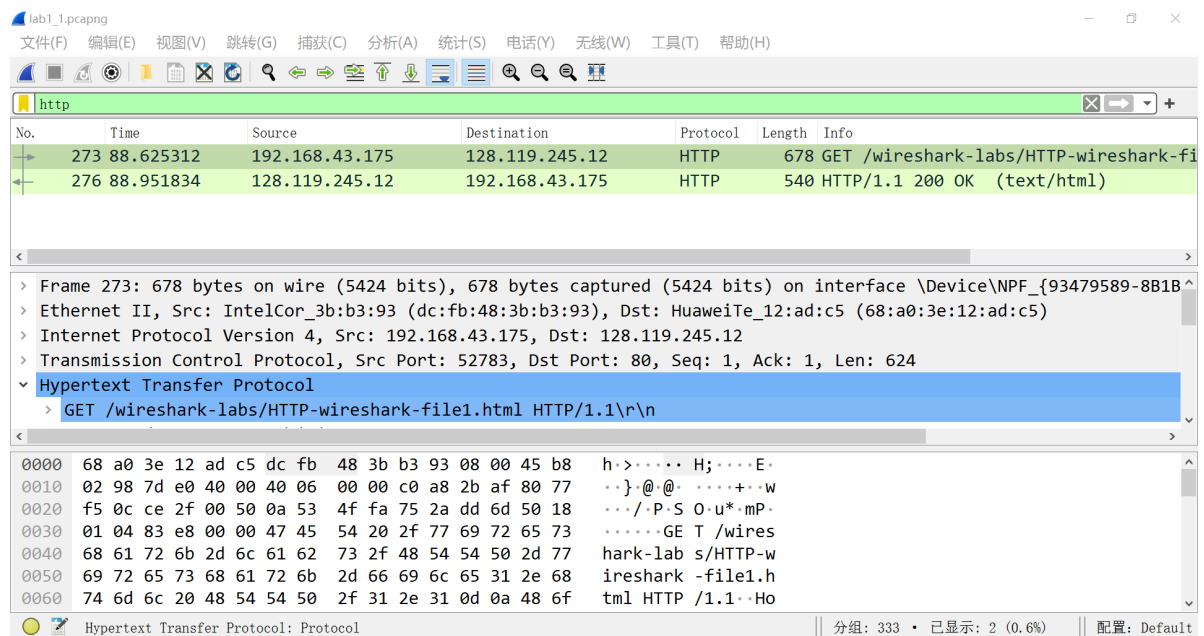 lab1_1.pcapng
文件(F) 编辑(E) 视图(V) 跳转(G) 捕获(C) 分析(A) 统计(S) 电话(Y) 无线(W) 工具(T) 帮助(H)
http
No. Time Source Destination Protocol Length Info
273 88.625312 192.168.43.175 128.119.245.12 HTTP 678 GET /wireshark-labs/HTTP-wireshark-fi
276 88.951834 128.119.245.12 192.168.43.175 HTTP 540 HTTP/1.1 200 OK (text/html)
Frame 273: 678 bytes on wire (5424 bits), 678 bytes captured (5424 bits) on interface \Device\NPF_{93479589-8B1B
Ethernet II, Src: IntelCor_3b:b3:93 (dc:fb:48:3b:b3:93), Dst: HuaweiTe_12:ad:c5 (68:a0:3e:12:ad:c5)
Internet Protocol Version 4, Src: 192.168.43.175, Dst: 128.119.245.12
Transmission Control Protocol, Src Port: 52783, Dst Port: 80, Seq: 1, Ack: 1, Len: 624
Hypertext Transfer Protocol
GET /wireshark-labs/HTTP-wireshark-file1.html HTTP/1.1\r\n
0000 68 a0 3e 12 ad c5 dc fb 48 3b b3 93 08 00 45 b8 h·>····· H;····E·
0010 02 98 7d e0 40 00 40 06 00 00 c0 a8 2b af 80 77 ··}·@·@· ····+··w
0020 f5 0c ce 2f 00 50 0a 53 4f fa 75 2a dd 6d 50 18 ···/·P·S O·u*·mP·
0030 01 04 83 e8 00 00 47 45 54 20 2f 77 69 72 65 73 ······GE T /wires
0040 68 61 72 6b 2d 6c 61 62 73 2f 48 54 54 50 2d 77 hark-lab s/HTTP-w
0050 69 72 65 73 68 61 72 6b 2d 66 69 6c 65 31 2e 68 ireshark -file1.h
0060 74 6d 6c 20 48 54 54 50 2f 31 2e 31 0d 0a 48 6f tml HTTP /1.1··Ho
Hypertext Transfer Protocol: Protocol 分组: 333 · 已显示: 2 (0.6%) 配置: Default